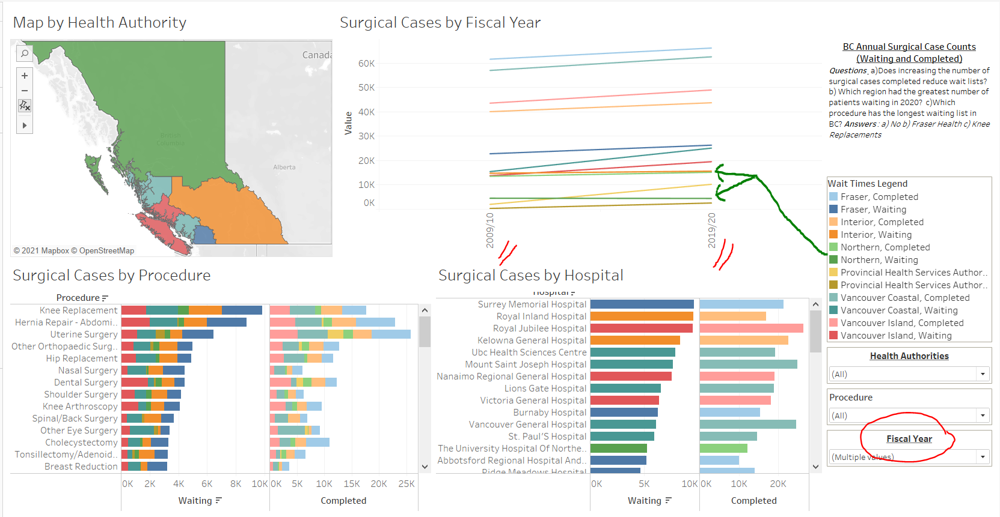 Map by Health Authority
Canada
British
Columbia
Alberta
© 2021 Mapbox © OpenStreetMap
Surgical Cases by Fiscal Year
Value
60K
50K
40K
30K
20K
10K
0K
2009/10
2019/20
BC Annual Surgical Case Counts
(Waiting and Completed)
Questions a)Does increasing the number of
surgical cases completed reduce wait lists?
b) Which region had the greatest number of
patients waiting in 2020? c)Which
procedure has the longest waiting list in
BC? Answers: a) No b) Fraser Health c) Knee
Replacements
Wait Times Legend
Fraser, Completed
Fraser, Waiting
Interior, Completed
Interior, Waiting
Northern, Completed
Northern, Waiting
Provincial Health Services Author..
Provincial Health Services Author..
Vancouver Coastal, Completed
Vancouver Coastal, Waiting
Vancouver Island, Completed
Vancouver Island, Waiting
Health Authorities
(All)
Procedure
(All)
Fiscal Year
(Multiple values)
Surgical Cases by Procedure
Procedure
Knee Replacement
Hernia Repair - Abdomi..
Uterine Surgery
Other Orthopaedic Surg..
Hip Replacement
Nasal Surgery
Dental Surgery
Shoulder Surgery
Knee Arthroscopy
Spinal/Back Surgery
Other Eye Surgery
Cholecystectomy
Tonsillectomy/Adenoid..
Breast Reduction
0K 2K 4K 6K 8K 10K 0K 5K 10K 15K 20K 25K
Waiting Completed
Surgical Cases by Hospital
Hospital
Surrey Memorial Hospital
Royal Inland Hospital
Royal Jubilee Hospital
Kelowna General Hospital
Ubc Health Sciences Centre
Mount Saint Joseph Hospital
Nanaimo Regional General Hospital
Lions Gate Hospital
Victoria General Hospital
Burnaby Hospital
Vancouver General Hospital
St. Paul'S Hospital
The University Hospital Of Northe..
Abbotsford Regional Hospital And..
Ridge Meadows Hospital
0K 5K 10K 0K 10K 20K
Waiting Completed